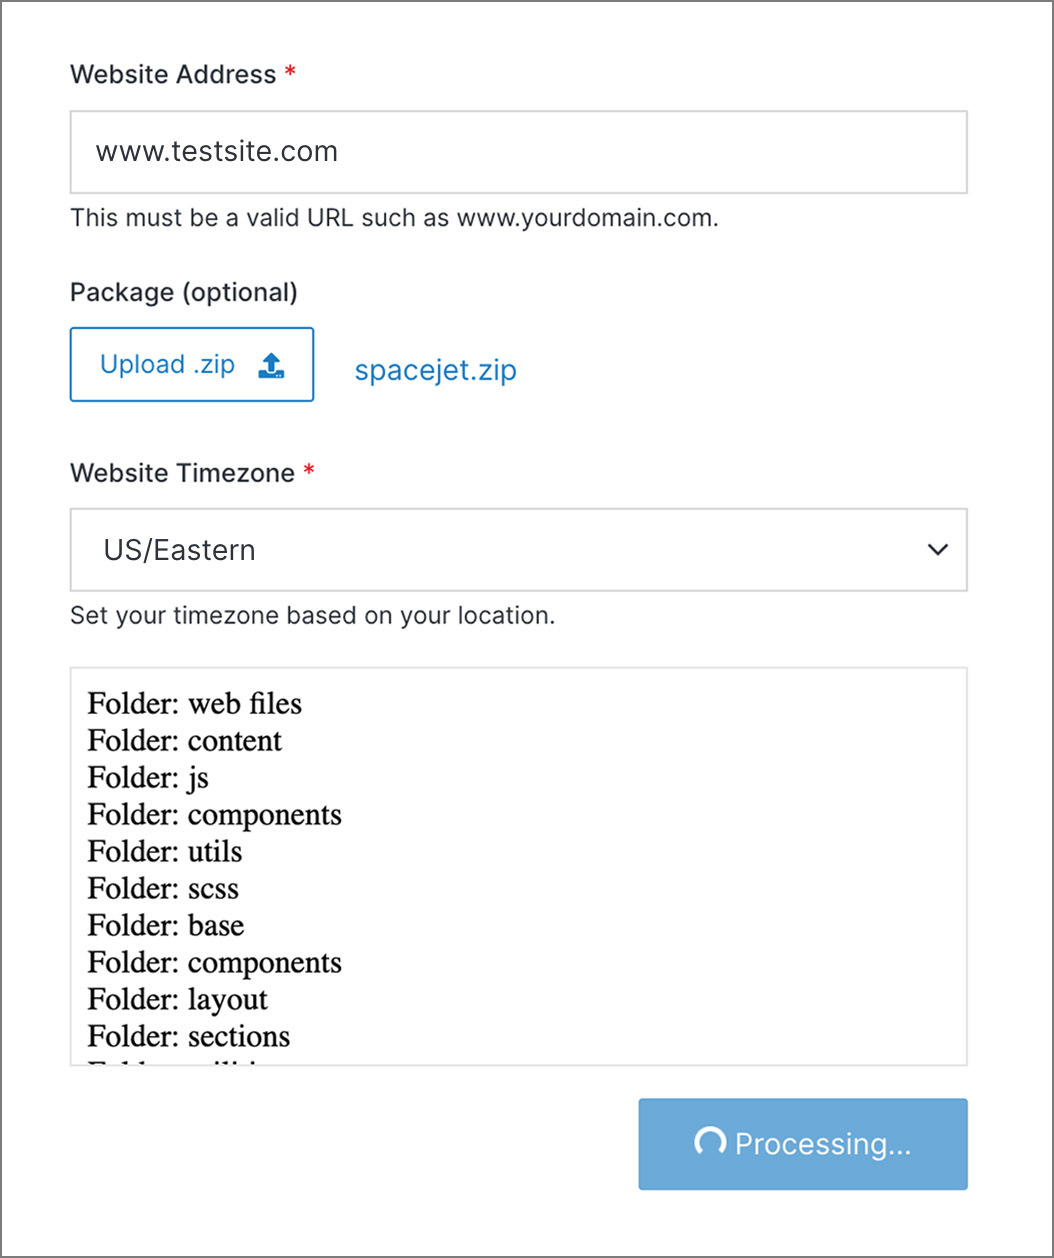 Website Address *
www.testsite.com
This must be a valid URL such as www.yourdomain.com.
Package (optional)
Upload .zip
spacejet.zip
Website Timezone *
US/Eastern
Set your timezone based on your location.
Folder: web files
Folder: content
Folder: js
Folder: components
Folder: utils
Folder: scss
Folder: base
Folder: components
Folder: layout
Folder: sections
Processing...